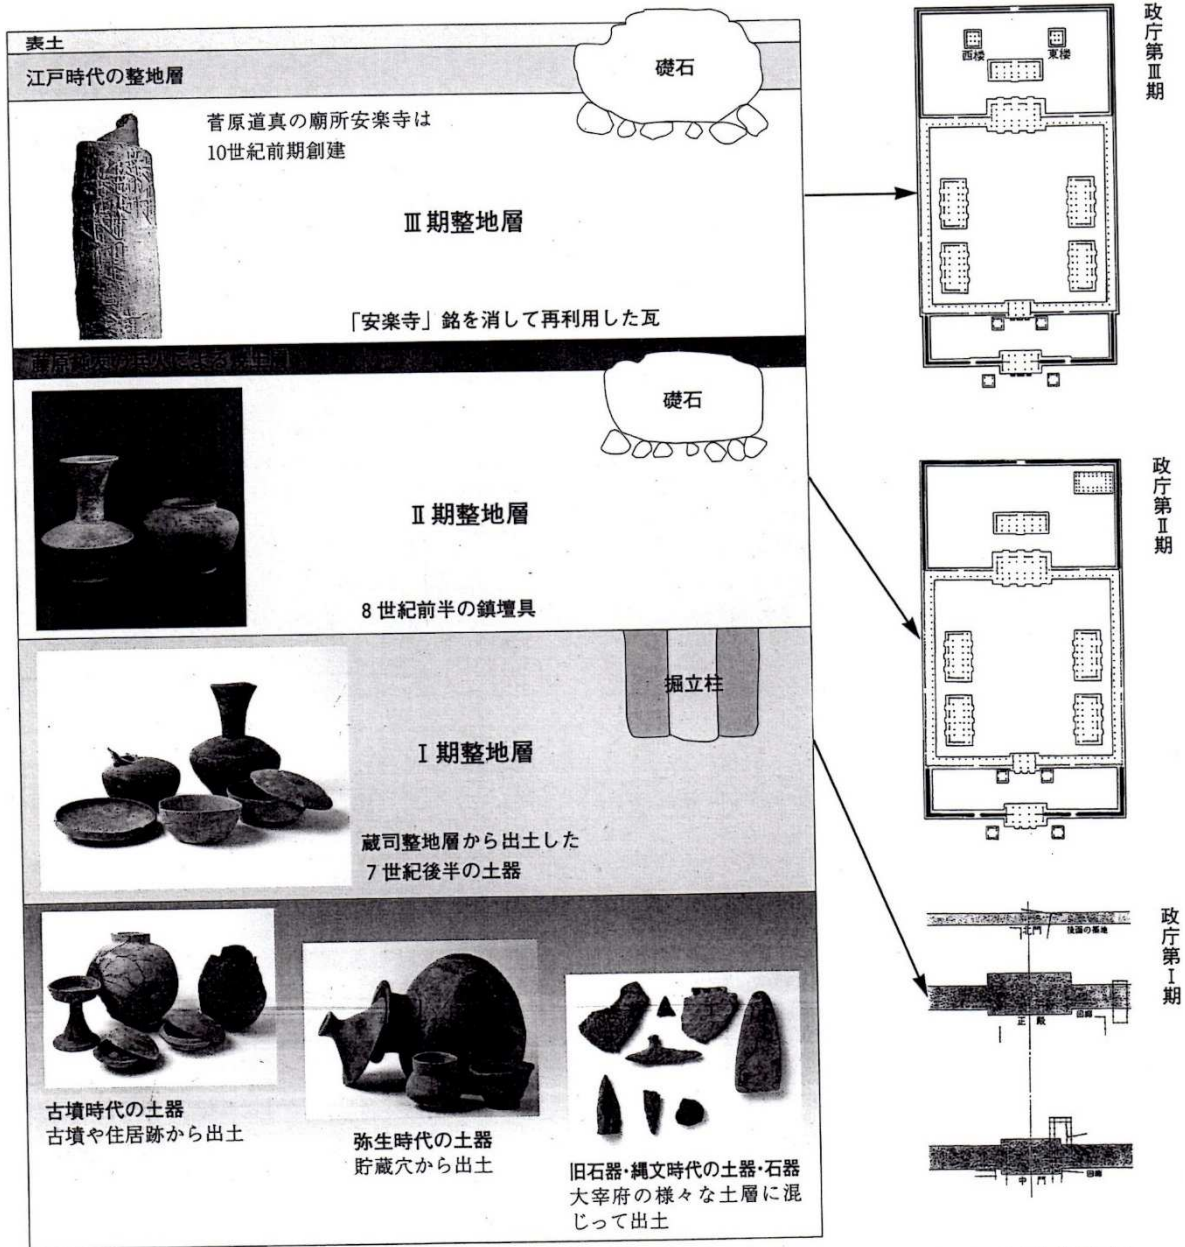 表土
江戸時代の整地層
礎石
菅原道真の廟所安楽寺は
10世紀前期創建
Ⅲ期整地層
「安楽寺」銘を消して再利用した瓦
礎石
Ⅱ期整地層
8世紀前半の鎮壇具
掘立柱
Ⅰ期整地層
蔵司整地層から出土した
7世紀後半の土器
古墳時代の土器
古墳や住居跡から出土
弥生時代の土器
貯蔵穴から出土
旧石器・縄文時代の土器・石器
大宰府の様々な土層に混
じって出土
政庁第Ⅲ期
西楼
東楼
政庁第Ⅱ期
政庁第Ⅰ期
北門
後面の築地
正殿
回廊
中門
回廊